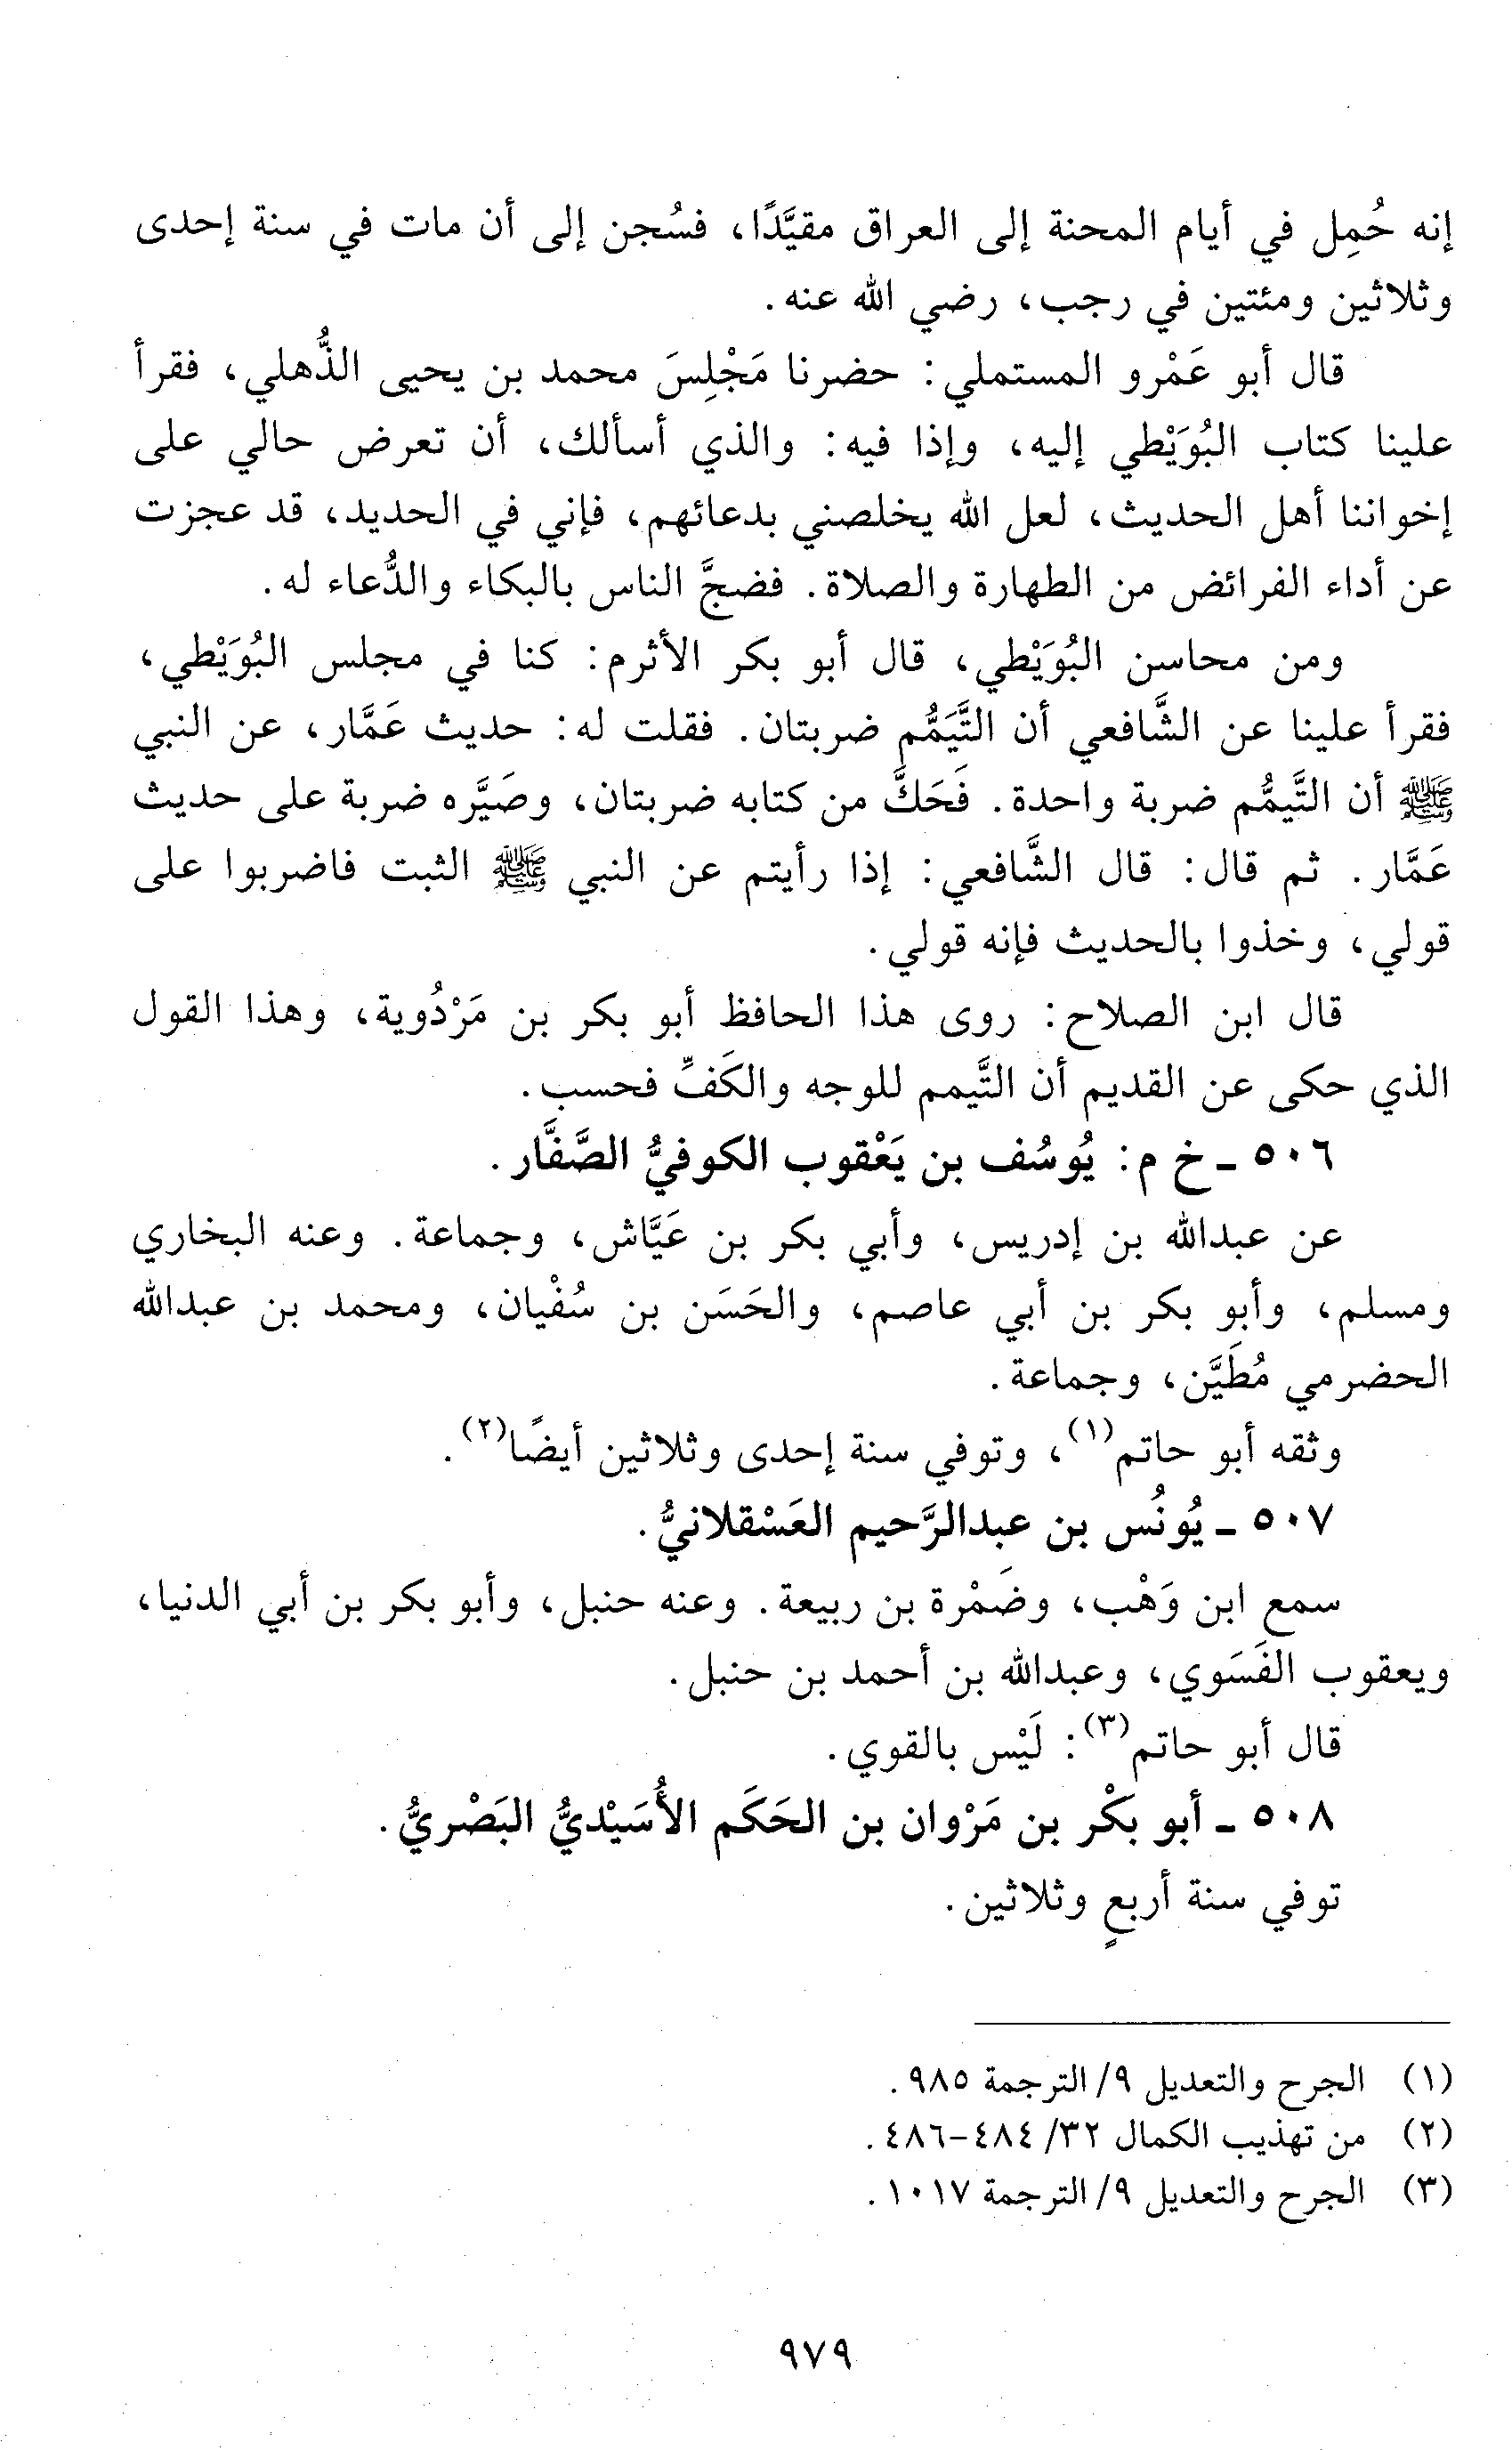 إنه حُمِل في أيام المحنة إلى العراق مقيَّدًا، فسُجن إلى أن مات في سنة إحدى
وثلاثين ومئتين في رجب، رضي الله عنه.
قال أبو عَمْرو المستملي: حضرنا مَجْلِسَ محمد بن يحيى الذُّهلي، فقرأ
علينا كتاب البُوَيْطي إليه، وإذا فيه: والذي أسألك، أن تعرض حالي على
إخواننا أهل الحديث، لعل الله يخلصني بدعائهم، فإني في الحديد، قد عجزت
عن أداء الفرائض من الطهارة والصلاة. فضجَّ الناس بالبكاء والدُّعاء له.
ومن محاسن البُوَيْطي، قال أبو بكر الأثرم: كنا في مجلس البُوَيْطي،
فقرأ علينا عن الشَّافعي أن التَّيَمُّم ضربتان. فقلت له: حديث عَمَّار، عن النبي
ﷺ أن التَّيمُّم ضربة واحدة. فَحَكَّ من كتابه ضربتان، وصَيَّره ضربة على حديث
عَمَّار. ثم قال: قال الشَّافعي: إذا رأيتم عن النبي ﷺ الثبت فاضربوا على
قولي، وخذوا بالحديث فإنه قولي.
قال ابن الصلاح: روى هذا الحافظ أبو بكر بن مَرْدُوية، وهذا القول
الذي حكى عن القديم أن التَّيمم للوجه والكَفِّ فحسب.
٥٠٦ - خ م: يُوسُف بن يَعْقوب الكوفيُّ الصَّفَّار.
عن عبدالله بن إدريس، وأبي بكر بن عَيَّاش، وجماعة. وعنه البخاري
ومسلم، وأبو بكر بن أبي عاصم، والحَسَن بن سُفْيان، ومحمد بن عبدالله
الحضرمي مُطَيَّن، وجماعة.
وثقه أبو حاتم(١)، وتوفي سنة إحدى وثلاثين أيضًا(٢).
٥٠٧ - يُونُس بن عبدالرَّحيم العَسْقلانيُّ.
سمع ابن وَهْب، وضَمْرة بن ربيعة. وعنه حنبل، وأبو بكر بن أبي الدنيا،
ويعقوب الفَسَوي، وعبدالله بن أحمد بن حنبل.
قال أبو حاتم(٣): لَيْس بالقوي.
٥٠٨ - أبو بكْر بن مَرْوان بن الحَكَم الأُسَيْديُّ البَصْريُّ.
توفي سنة أربعٍ وثلاثين.
(١) الجرح والتعديل ٩/ الترجمة ٩٨٥.
(٢) من تهذيب الكمال ٣٢/ ٤٨٤-٤٨٦.
(٣) الجرح والتعديل ٩/ الترجمة ١٠١٧.
٩٧٩